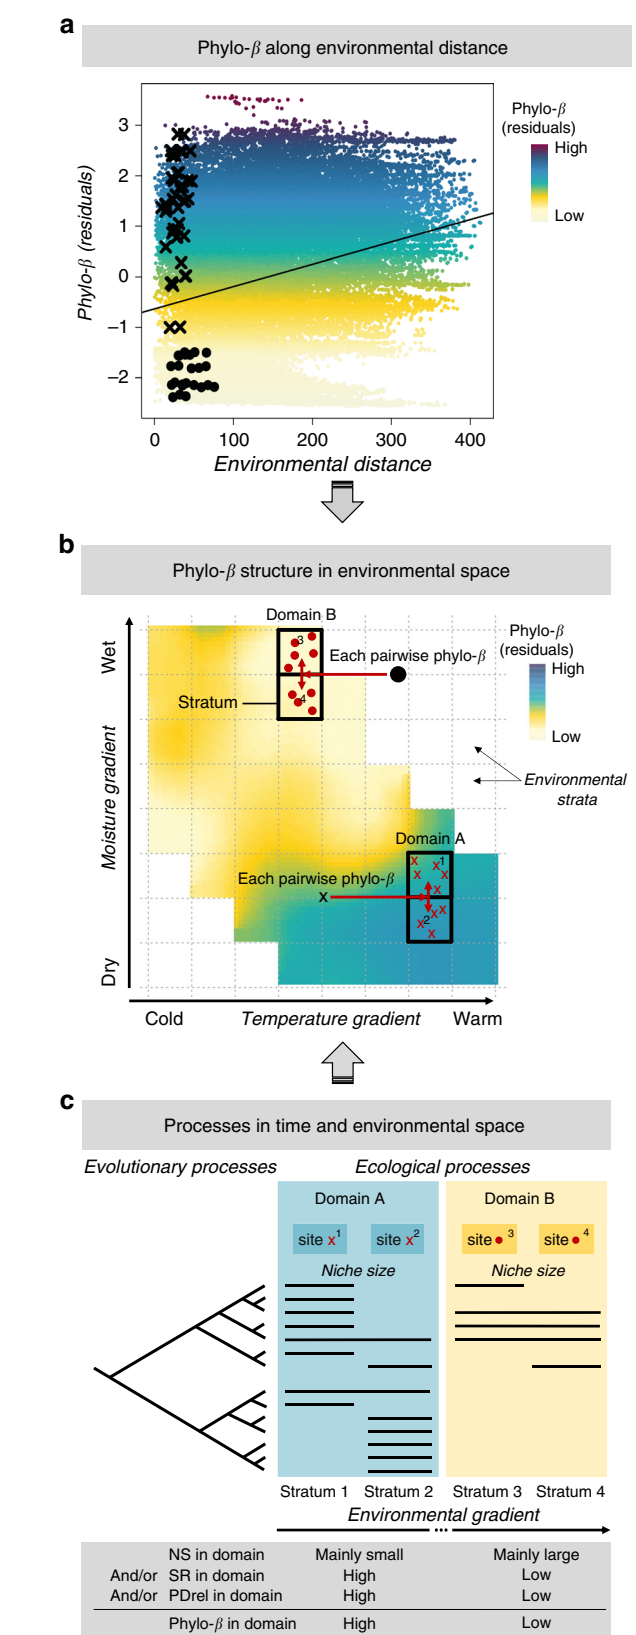 a
Phylo-β along environmental distance
Phylo-β (residuals)
3
2
1
0
−1
−2
0 100 200 300 400
Environmental distance
Phylo-β
(residuals)
High
Low
b
Phylo-β structure in environmental space
Domain B
Phylo-β
(residuals)
High
Low
Each pairwise phylo-β
3
4
Stratum
Environmental
strata
Domain A
Each pairwise phylo-β
x
x x 1
x x
x
x x
2 x
x
Wet
Moisture gradient
Dry
Cold Temperature gradient Warm
c
Processes in time and environmental space
Evolutionary processes Ecological processes
Domain A Domain B
site x1 site x2 site 3 site 4
Niche size Niche size
Stratum 1 Stratum 2 Stratum 3 Stratum 4
Environmental gradient
NS in domain Mainly small Mainly large
And/or SR in domain High Low
And/or PDrel in domain High Low
Phylo-β in domain High Low